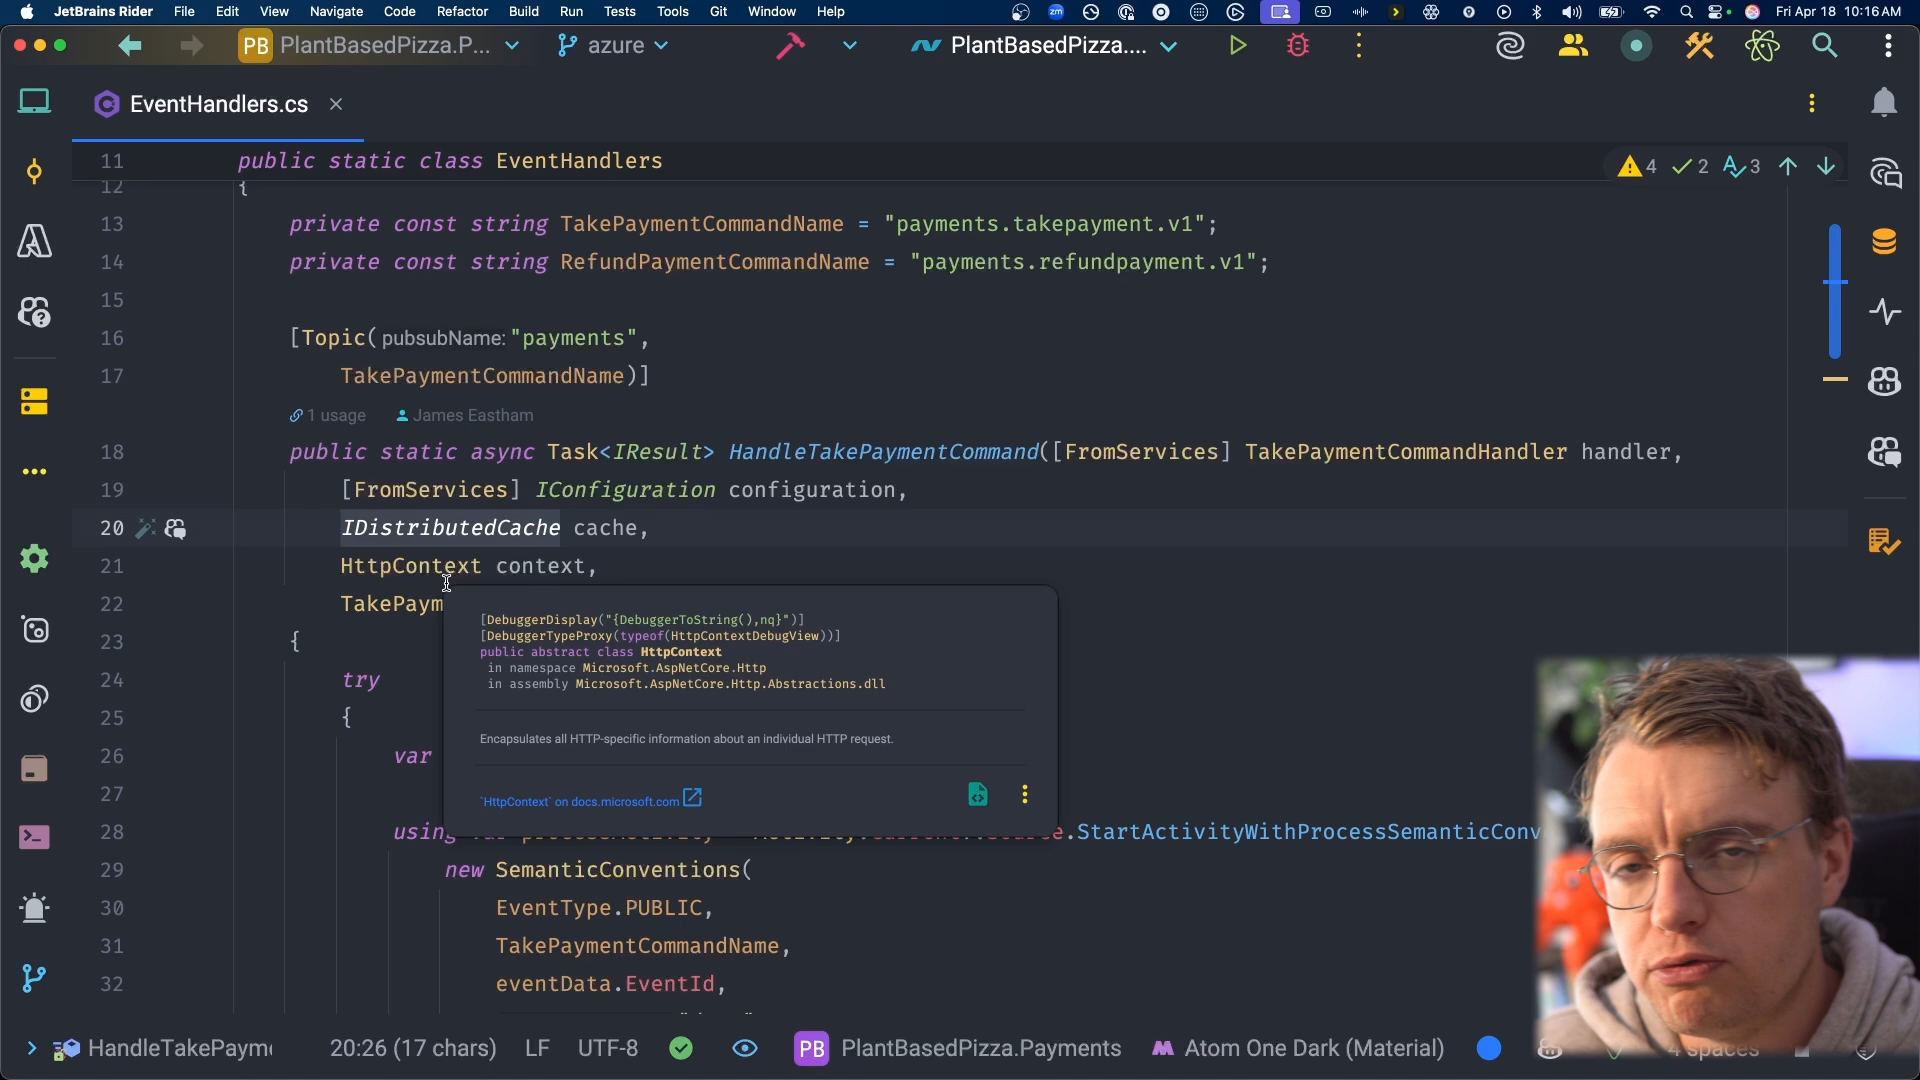 JetBrains Rider File Edit View Navigate Code Refactor Build Run Tests Tools Git Window Help zm Fri Apr 18 10:16 AM
PB PlantBasedPizza.P... azure PlantBasedPizza....
EventHandlers.cs
11 public static class EventHandlers 4 2 3
12 {
13 private const string TakePaymentCommandName = "payments.takepayment.v1";
14 private const string RefundPaymentCommandName = "payments.refundpayment.v1";
15
16 [Topic( pubsubName: "payments",
17 TakePaymentCommandName)]
1 usage James Eastham
18 public static async Task<IResult> HandleTakePaymentCommand([FromServices] TakePaymentCommandHandler handler,
19 [FromServices] IConfiguration configuration,
20 IDistributedCache cache,
21 HttpContext context,
22 TakePaym
23 {
24 try
25 {
26 var
27
28 using .StartActivityWithProcessSemanticConv
29 new SemanticConventions(
30 EventType.PUBLIC,
31 TakePaymentCommandName,
32 eventData.EventId,
[DebuggerDisplay("{DebuggerToString(),nq}")]
[DebuggerTypeProxy(typeof(HttpContextDebugView))]
public abstract class HttpContext
in namespace Microsoft.AspNetCore.Http
in assembly Microsoft.AspNetCore.Http.Abstractions.dll
Encapsulates all HTTP-specific information about an individual HTTP request.
`HttpContext` on docs.microsoft.com
HandleTakePayme 20:26 (17 chars) LF UTF-8 PB PlantBasedPizza.Payments Atom One Dark (Material) 4 spaces